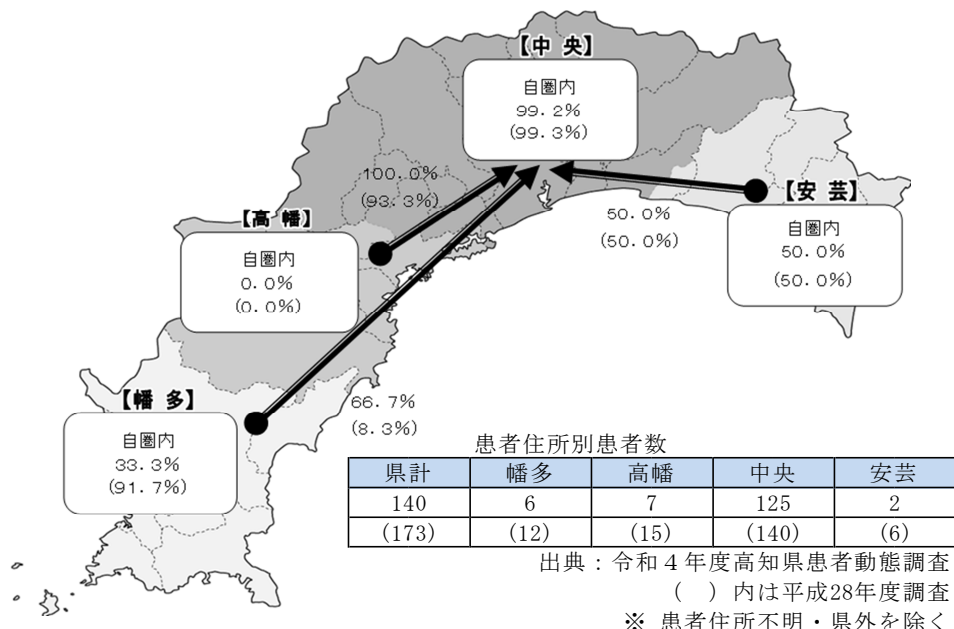 【中 央】
自圏内
99.2%
(99.3%)
100.0%
(93.3%)
【高 幡】
自圏内
0.0%
(0.0%)
50.0%
(50.0%)
【安 芸】
自圏内
50.0%
(50.0%)
【幡 多】
自圏内
33.3%
(91.7%)
66.7%
(8.3%)
患者住所別患者数
県計 幡多 高幡 中央 安芸
140 6 7 125 2
(173) (12) (15) (140) (6)
出典：令和４年度高知県患者動態調査
（　）内は平成28年度調査
※ 患者住所不明・県外を除く